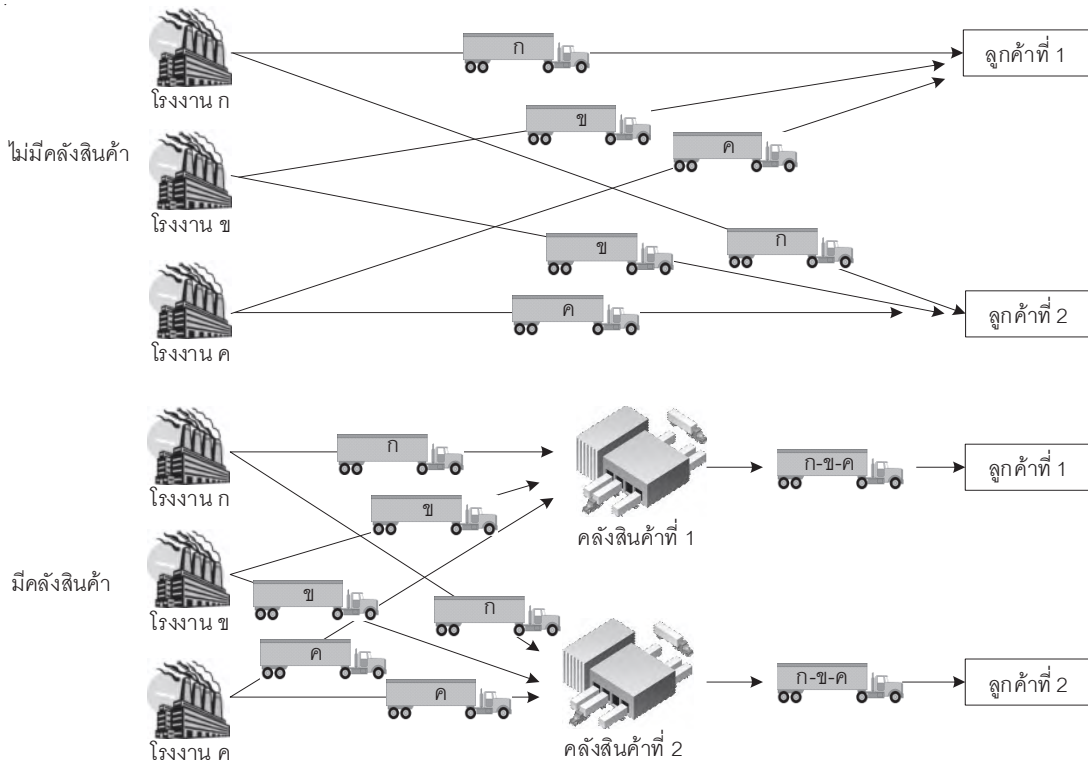 ก
ลูกค้าที่ 1
โรงงาน ก
ข
ค
ไม่มีคลังสินค้า
โรงงาน ข
ก
ข
ค
ลูกค้าที่ 2
โรงงาน ค
ก
ก-ข-ค
ลูกค้าที่ 1
โรงงาน ก
ข
คลังสินค้าที่ 1
มีคลังสินค้า
ข
ก
โรงงาน ข
ค
ค
ก-ข-ค
ลูกค้าที่ 2
โรงงาน ค
คลังสินค้าที่ 2